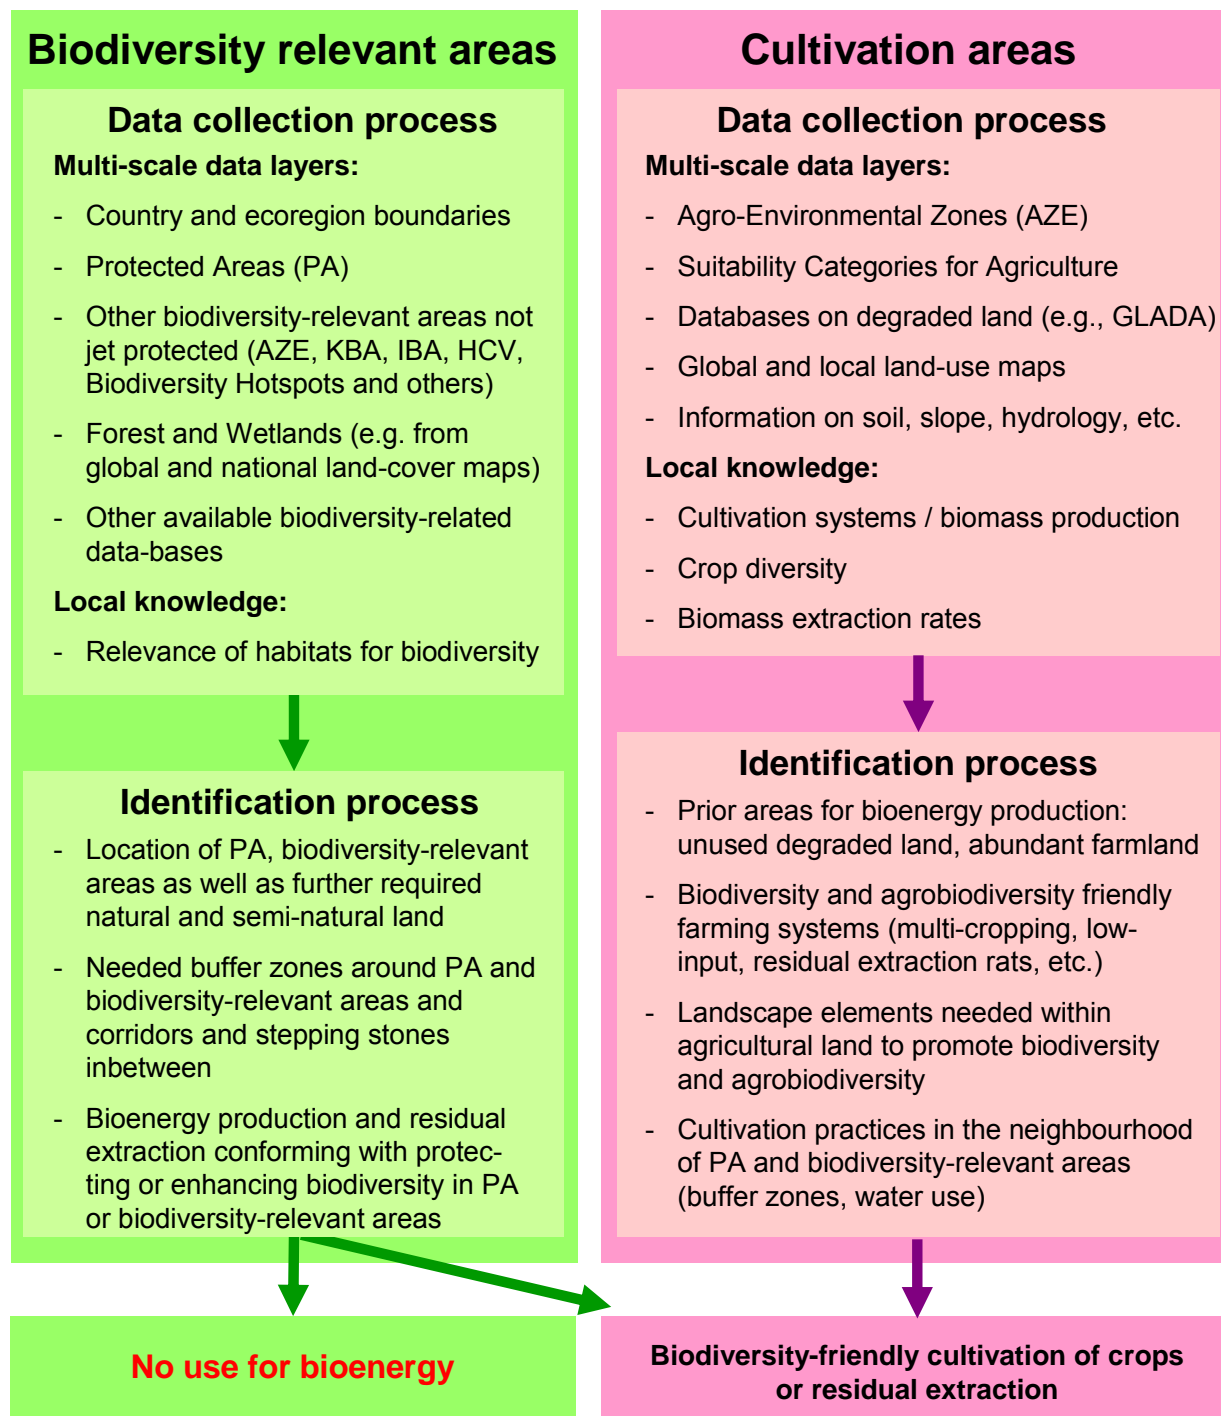 Biodiversity relevant areas
Data collection process
Multi-scale data layers:
- Country and ecoregion boundaries
- Protected Areas (PA)
- Other biodiversity-relevant areas not
jet protected (AZE, KBA, IBA, HCV,
Biodiversity Hotspots and others)
- Forest and Wetlands (e.g. from
global and national land-cover maps)
- Other available biodiversity-related
data-bases
Local knowledge:
- Relevance of habitats for biodiversity
Identification process
- Location of PA, biodiversity-relevant
areas as well as further required
natural and semi-natural land
- Needed buffer zones around PA and
biodiversity-relevant areas and
corridors and stepping stones
inbetween
- Bioenergy production and residual
extraction conforming with protec-
ting or enhancing biodiversity in PA
or biodiversity-relevant areas
No use for bioenergy
Cultivation areas
Data collection process
Multi-scale data layers:
- Agro-Environmental Zones (AZE)
- Suitability Categories for Agriculture
- Databases on degraded land (e.g., GLADA)
- Global and local land-use maps
- Information on soil, slope, hydrology, etc.
Local knowledge:
- Cultivation systems / biomass production
- Crop diversity
- Biomass extraction rates
Identification process
- Prior areas for bioenergy production:
unused degraded land, abundant farmland
- Biodiversity and agrobiodiversity friendly
farming systems (multi-cropping, low-
input, residual extraction rats, etc.)
- Landscape elements needed within
agricultural land to promote biodiversity
and agrobiodiversity
- Cultivation practices in the neighbourhood
of PA and biodiversity-relevant areas
(buffer zones, water use)
Biodiversity-friendly cultivation of crops
or residual extraction